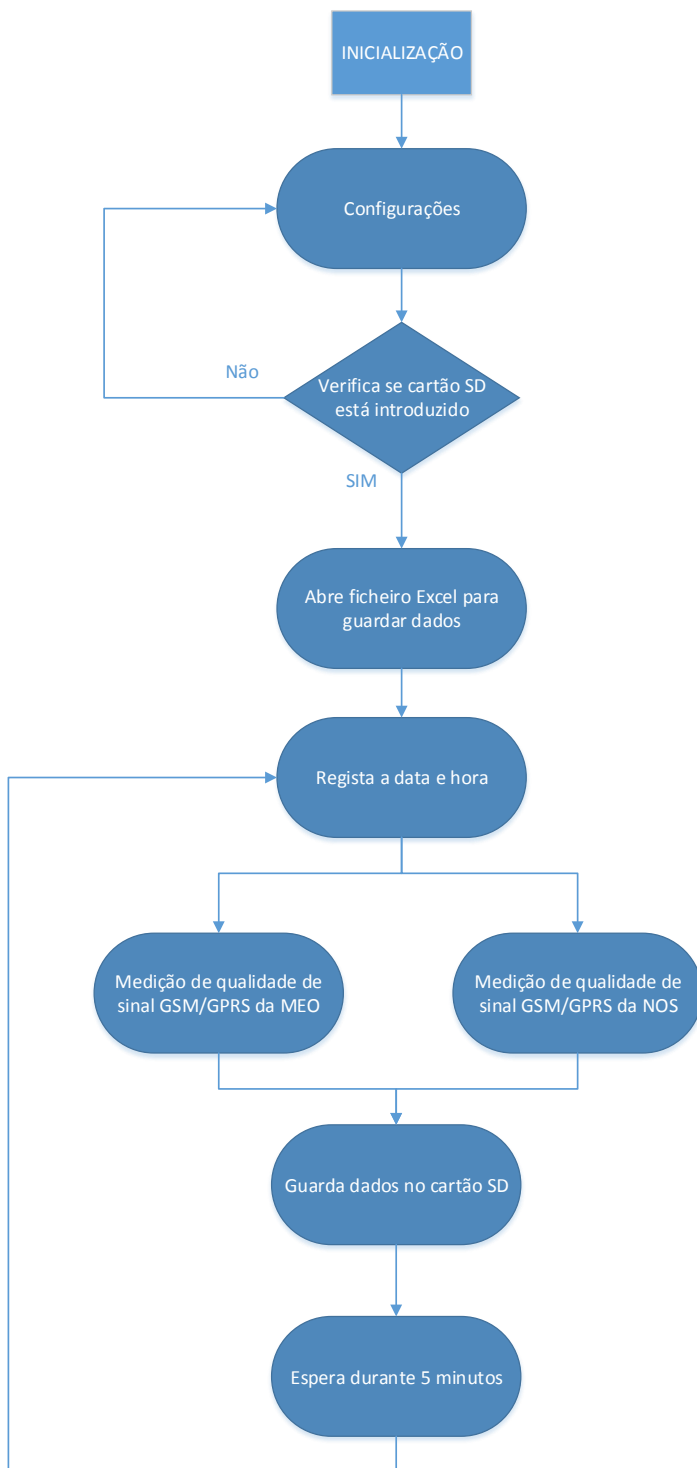 INICIALIZAÇÃO
Configurações
Não
Verifica se cartão SD
está introduzido
SIM
Abre ficheiro Excel para
guardar dados
Regista a data e hora
Medição de qualidade de
sinal GSM/GPRS da MEO
Medição de qualidade de
sinal GSM/GPRS da NOS
Guarda dados no cartão SD
Espera durante 5 minutos